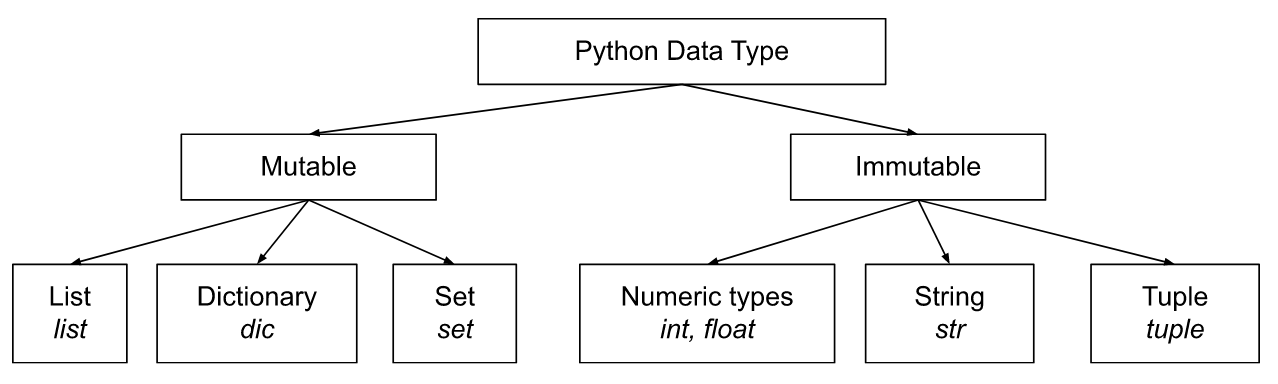 Python Data Type
Mutable
Immutable
List
list
Dictionary
dic
Set
set
Numeric types
int, float
String
str
Tuple
tuple